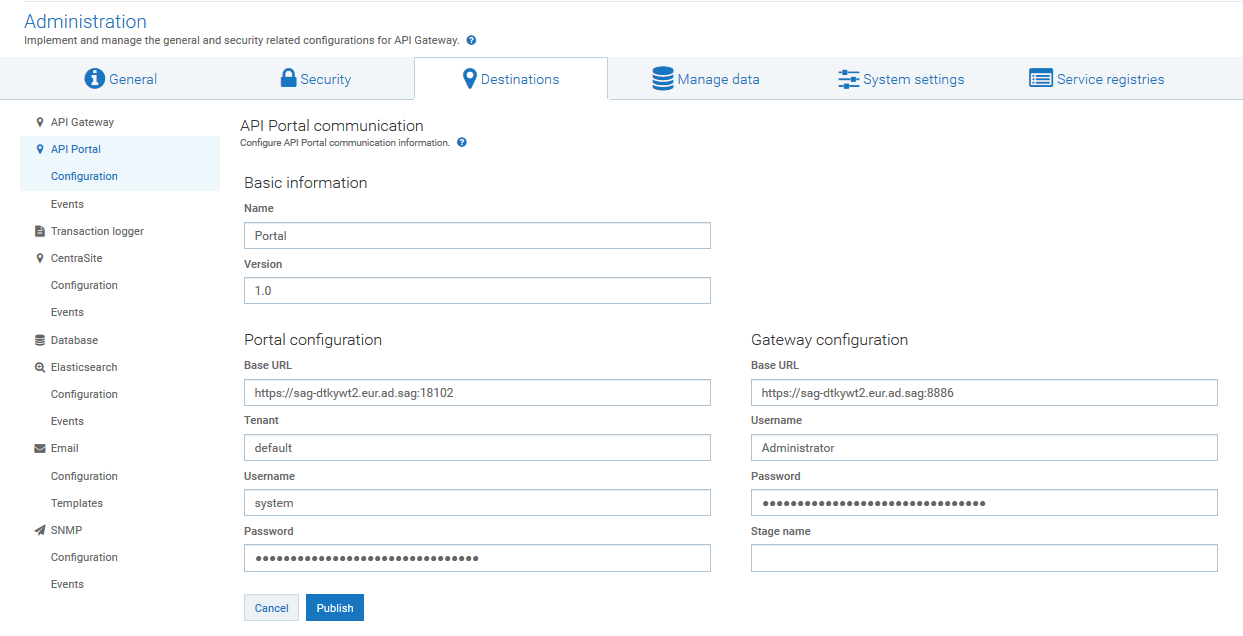 Administration
Implement and manage the general and security related configurations for API Gateway.
General
Security
Destinations
Manage data
System settings
Service registries
API Gateway
API Portal
Configuration
Events
Transaction logger
CentraSite
Configuration
Events
Database
Elasticsearch
Configuration
Events
Email
Configuration
Templates
SNMP
Configuration
Events
API Portal communication
Configure API Portal communication information.
Basic information
Name
Portal
Version
1.0
Portal configuration
Base URL
https://sag-dtkywt2.eur.ad.sag:18102
Tenant
default
Username
system
Password
Gateway configuration
Base URL
https://sag-dtkywt2.eur.ad.sag:8886
Username
Administrator
Password
Stage name
Cancel
Publish